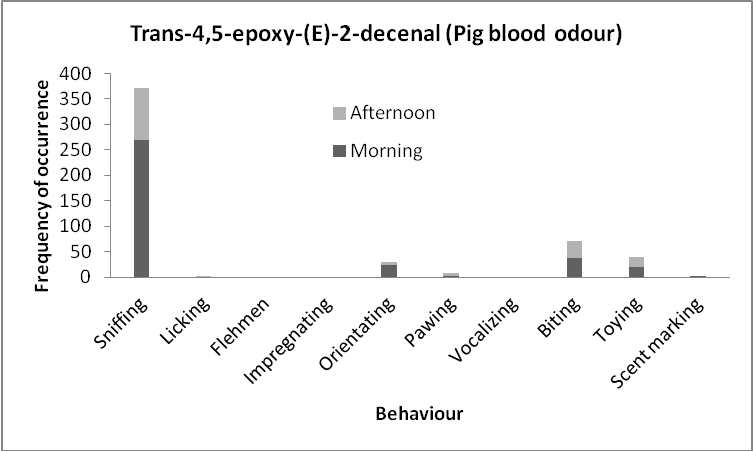 Trans-4,5-epoxy-(E)-2-decenal (Pig blood odour)
Frequency of occurrence
400
350
300
250
200
150
100
50
0
Afternoon
Morning
Sniffing
Licking
Flehmen
Impregnating
Orientating
Pawing
Vocalizing
Biting
Toying
Scent marking
Behaviour